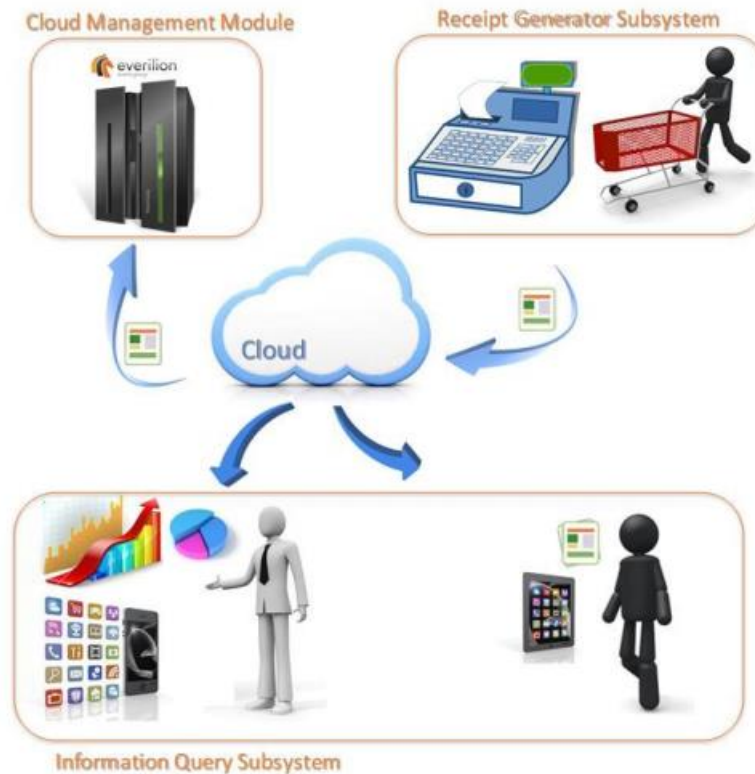 Cloud Management Module
Receipt Generator Subsystem
everilion
Cloud
Information Query Subsystem